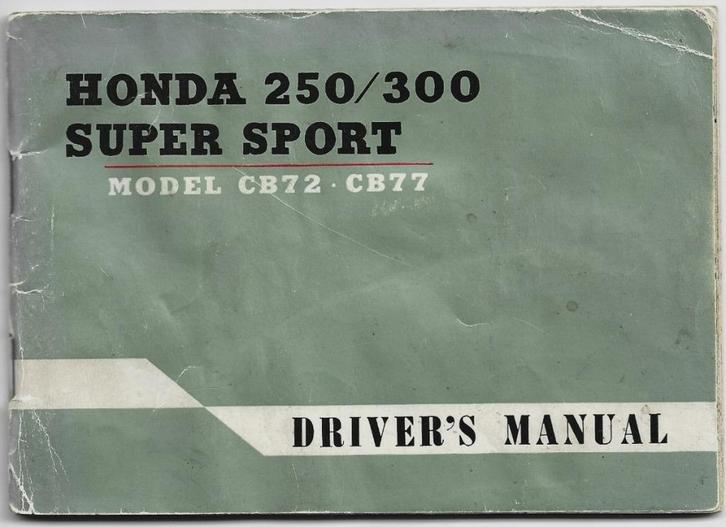 HONDA 250/300
SUPER SPORT
MODEL CB72·CB77
DRIVER'S MANUAL